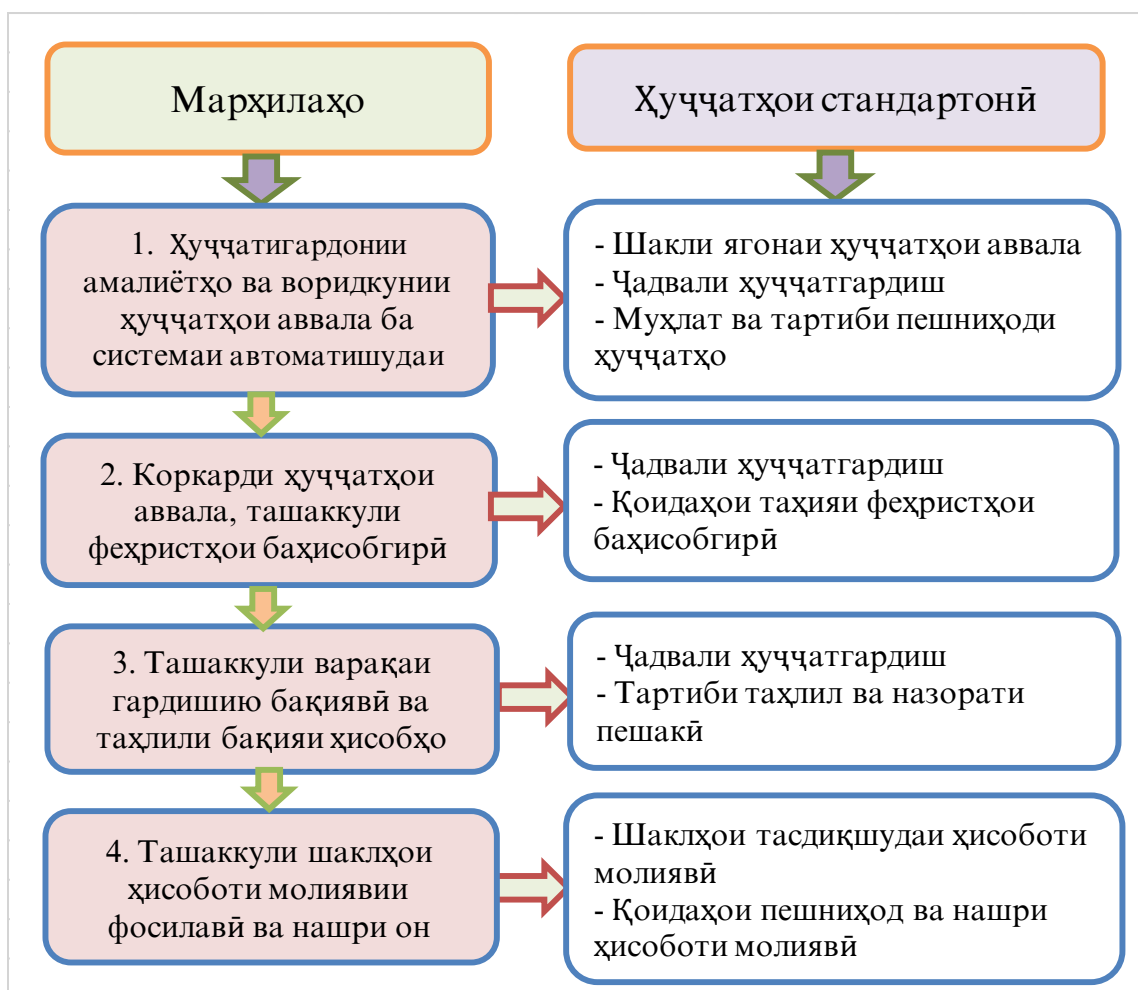 Марҳилаҳо
Ҳуҷҷатҳои стандартонӣ
1. Ҳуҷҷатигардонии
амалиётҳо ва воридкунии
ҳуҷҷатҳои аввала ба
системаи автоматишудаи
- Шакли ягонаи ҳуҷҷатҳои аввала
- Ҷадвали ҳуҷҷатгардиш
- Муҳлат ва тартиби пешниҳоди
ҳуҷҷатҳо
2. Коркарди ҳуҷҷатҳои
аввала, ташаккули
феҳристҳои баҳисобгирӣ
- Ҷадвали ҳуҷҷатгардиш
- Қоидаҳои таҳияи феҳристҳои
баҳисобгирӣ
3. Ташаккули варақаи
гардишию бақиявӣ ва
таҳлили бақияи ҳисобҳо
- Ҷадвали ҳуҷҷатгардиш
- Тартиби таҳлил ва назорати
пешакӣ
4. Ташаккули шаклҳои
ҳисоботи молиявии
фосилавӣ ва нашри он
- Шаклҳои тасдиқшудаи ҳисоботи
молиявӣ
- Қоидаҳои пешниҳод ва нашри
ҳисоботи молиявӣ